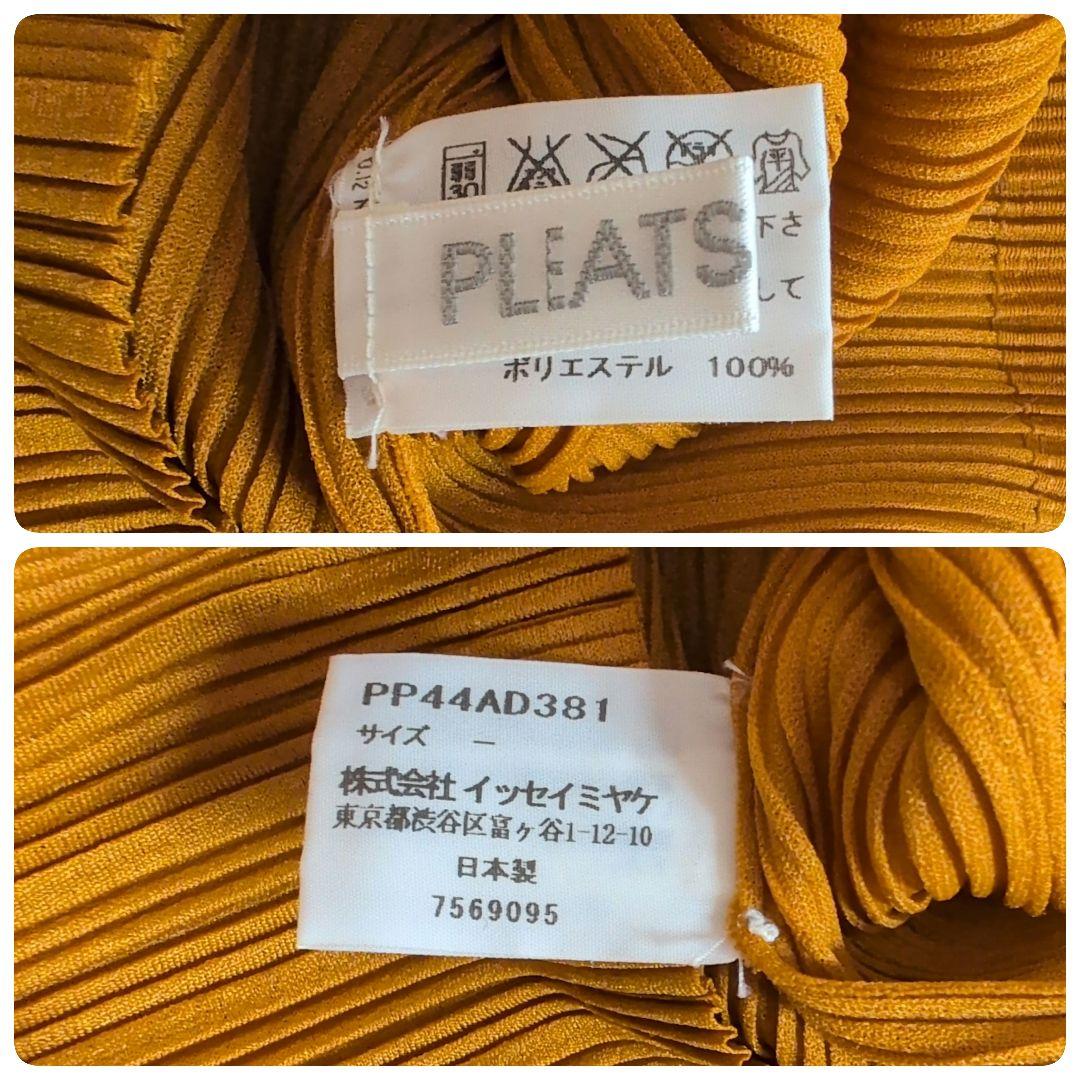 30
平
PLEATS
下さ
して
ポリエステル 100%
PP44AD381
サイズ －
株式会社 イッセイミヤケ
東京都渋谷区富ヶ谷1-12-10
日本製
7569095